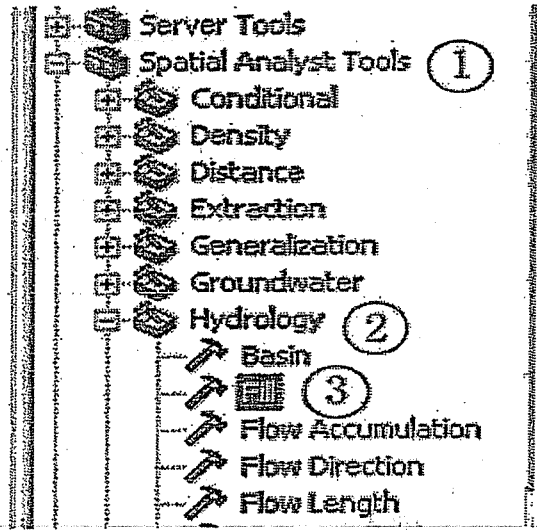 Server Tools
Spatial Analyst Tools ①
Conditional
Density
Distance
Extraction
Generalization
Groundwater
Hydrology ②
Basin
Fill ③
Flow Accumulation
Flow Direction
Flow Length